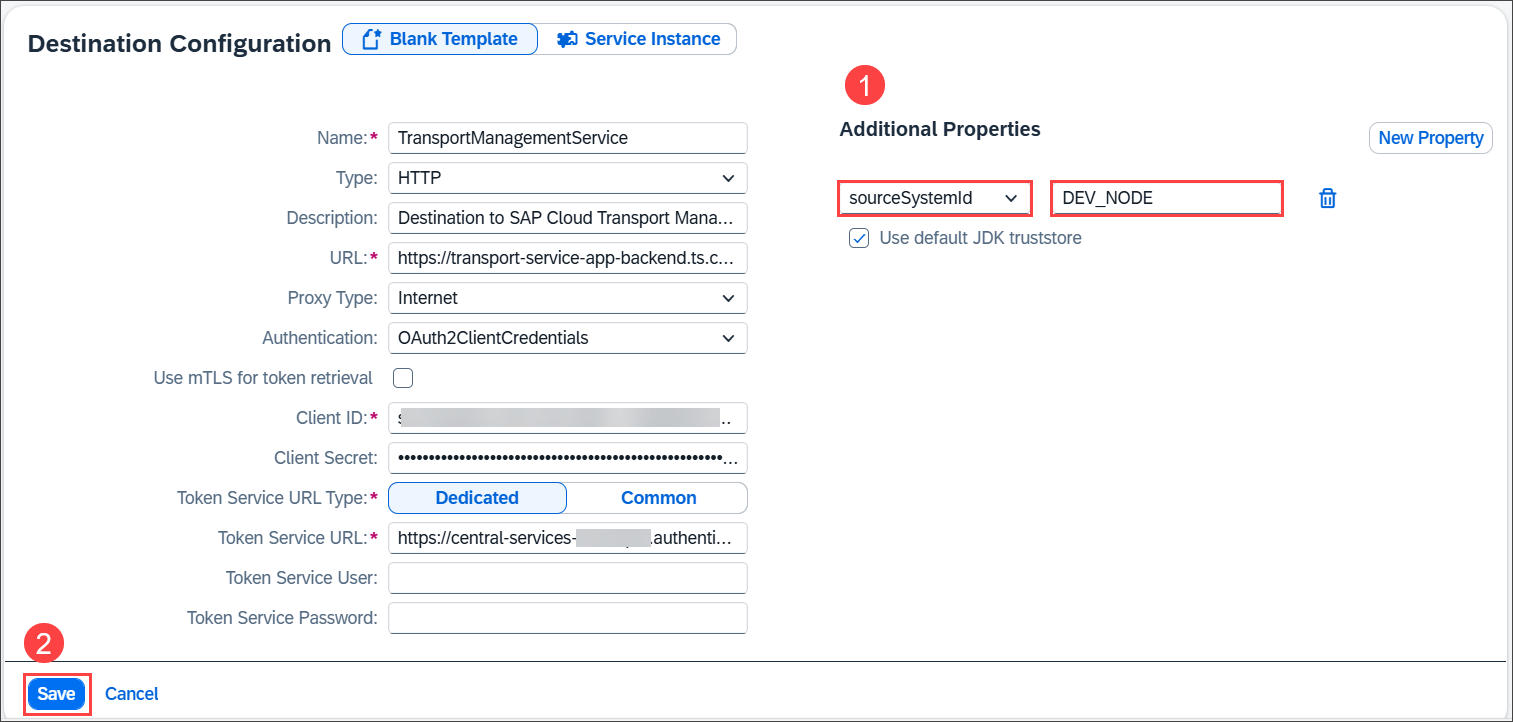 Destination Configuration
Blank Template
Service Instance
1
Additional Properties
New Property
Name:* TransportManagementService
sourceSystemId DEV_NODE
Use default JDK truststore
Type: HTTP
Description: Destination to SAP Cloud Transport Mana...
URL:* https://transport-service-app-backend.ts.c...
Proxy Type: Internet
Authentication: OAuth2ClientCredentials
Use mTLS for token retrieval
Client ID:*
Client Secret:
Token Service URL Type:* Dedicated Common
Token Service URL:* https://central-services- .authenti...
Token Service User:
Token Service Password:
2
Save Cancel